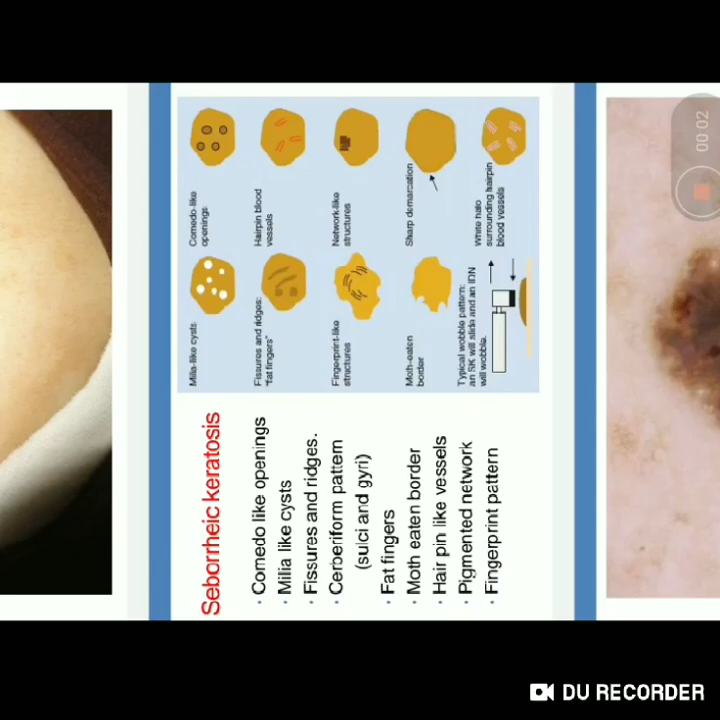 Seborrheic keratosis
· Comedo like openings
· Milia like cysts
· Fissures and ridges.
· Cerberiform pattern
(sulci and gyri)
· Fat fingers
· Moth eaten border
· Hair pin like vessels
· Pigmented network
· Fingerprint pattern
Milia-like cysts
Comedo-like
openings
Fissures and ridges:
"fat fingers"
Hairpin blood
vessels
Fingerprint-like
structures
Network-like
structures
Moth-eaten
border
Sharp demarcation
Typical wobble pattern:
an SK will slide and an IDN
will wobble.
White halo
surrounding hairpin
blood vessels
00:02
DU RECORDER